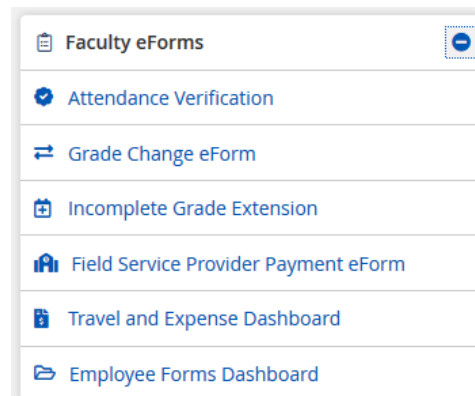 Faculty eForms
Attendance Verification
Grade Change eForm
Incomplete Grade Extension
Field Service Provider Payment eForm
Travel and Expense Dashboard
Employee Forms Dashboard